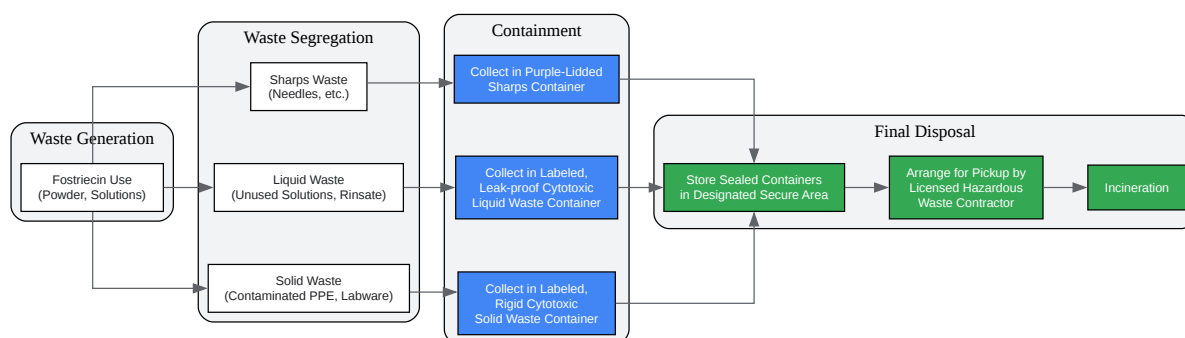 Waste Generation
Fostriecin Use
(Powder, Solutions)
Waste Segregation
Sharps Waste
(Needles, etc.)
Liquid Waste
(Unused Solutions, Rinsate)
Solid Waste
(Contaminated PPE, Labware)
Containment
Collect in Purple-Lidded
Sharps Container
Collect in Labeled,
Leak-proof Cytotoxic
Liquid Waste Container
Collect in Labeled,
Rigid Cytotoxic
Solid Waste Container
Final Disposal
Store Sealed Containers
in Designated Secure Area
Arrange for Pickup by
Licensed Hazardous
Waste Contractor
Incineration